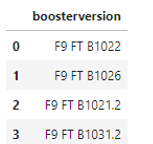 boosterversion
0 F9 FT B1022
1 F9 FT B1026
2 F9 FT B1021.2
3 F9 FT B1031.2